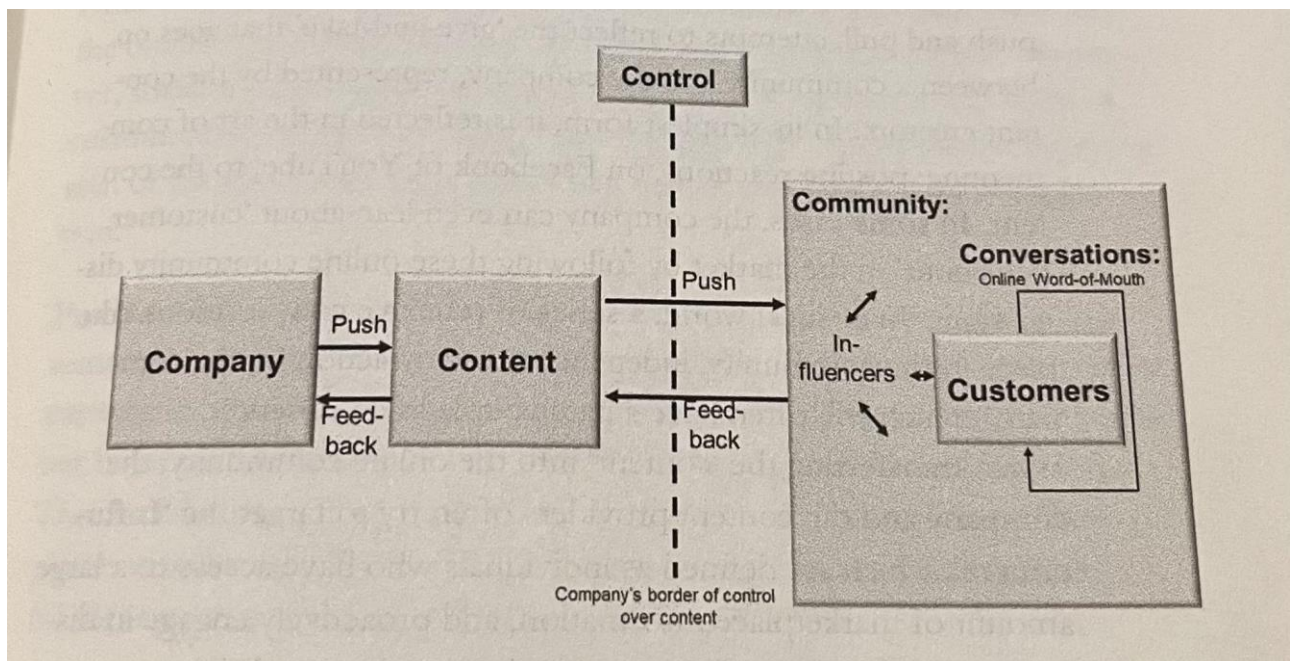 Control
Community:
Conversations:
Online Word-of-Mouth
Push
Push
In-
fluencers
Company
Content
Customers
Feed-
back
Feed-
back
Company's border of control
over content